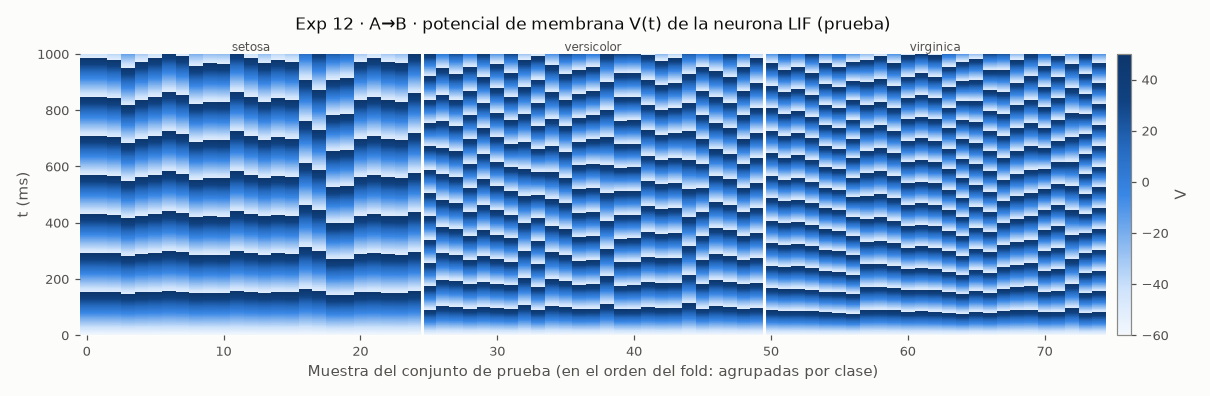 Exp 12 · A→B · potencial de membrana V(t) de la neurona LIF (prueba)
setosa
versicolor
virginica
1000
800
600
400
200
0
t (ms)
0
10
20
30
40
50
60
70
Muestra del conjunto de prueba (en el orden del fold: agrupadas por clase)
40
20
0
−20
−40
−60
V